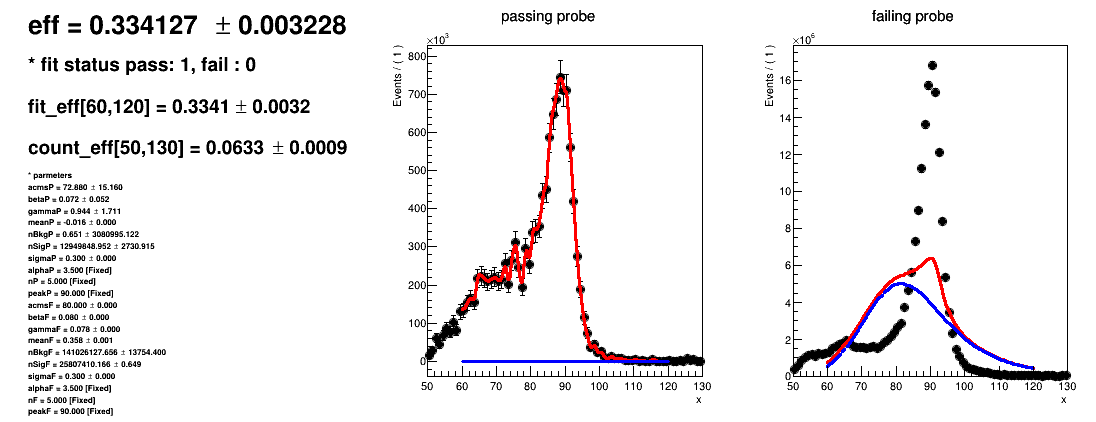 eff = 0.334127 ± 0.003228
* fit status pass: 1, fail : 0
fit_eff[60,120] = 0.3341 ± 0.0032
count_eff[50,130] = 0.0633 ± 0.0009
* parmeters
acmsP = 72.880 ± 15.160
betaP = 0.072 ± 0.052
gammaP = 0.944 ± 1.711
meanP = -0.016 ± 0.000
nBkgP = 0.651 ± 3080995.122
nSigP = 12949848.952 ± 2730.915
sigmaP = 0.300 ± 0.000
alphaP = 3.500 [Fixed]
nP = 5.000 [Fixed]
peakP = 90.000 [Fixed]
acmsF = 80.000 ± 0.000
betaF = 0.080 ± 0.000
gammaF = 0.078 ± 0.000
meanF = 0.358 ± 0.001
nBkgF = 141026127.656 ± 13754.400
nSigF = 25807410.166 ± 0.649
sigmaF = 0.300 ± 0.000
alphaF = 3.500 [Fixed]
nF = 5.000 [Fixed]
peakF = 90.000 [Fixed]
passing probe
×10³
Events / ( 1 )
800
700
600
500
400
300
200
100
0
50 60 70 80 90 100 110 120 130
x
failing probe
×10⁶
Events / ( 1 )
16
14
12
10
8
6
4
2
0
50 60 70 80 90 100 110 120 130
x